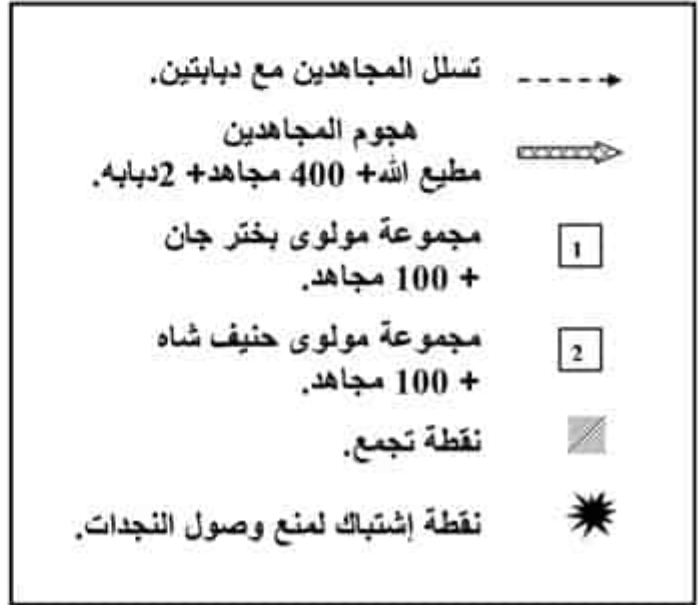 تسلل المجاهدين مع دبابتين.
هجوم المجاهدين
مطيع الله+ 400 مجاهد+ 2دبابه.
1
مجموعة مولوى بختر جان
+ 100 مجاهد.
2
مجموعة مولوى حنيف شاه
+ 100 مجاهد.
نقطة تجمع.
نقطة إشتباك لمنع وصول النجدات.